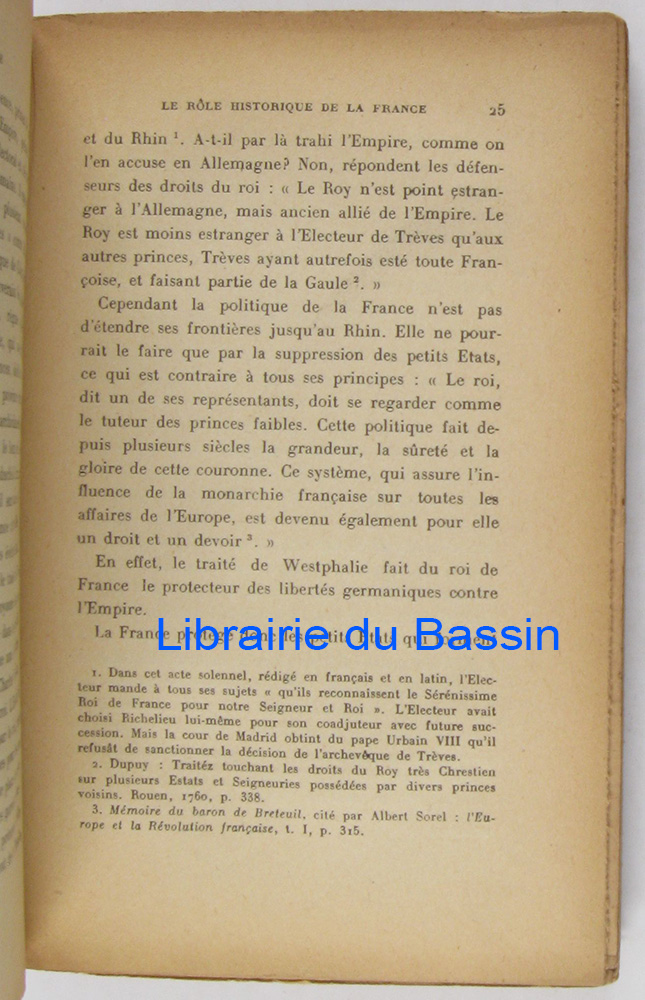 LE RÔLE HISTORIQUE DE LA FRANCE 25
et du Rhin ¹. A-t-il par là trahi l'Empire, comme on
l'en accuse en Allemagne? Non, répondent les défen-
seurs des droits du roi : « Le Roy n'est point estran-
ger à l'Allemagne, mais ancien allié de l'Empire. Le
Roy est moins estranger à l'Electeur de Trèves qu'aux
autres princes, Trèves ayant autrefois esté toute Fran-
çoise, et faisant partie de la Gaule ². »
Cependant la politique de la France n'est pas
d'étendre ses frontières jusqu'au Rhin. Elle ne pour-
rait le faire que par la suppression des petits Etats,
ce qui est contraire à tous ses principes : « Le roi,
dit un de ses représentants, doit se regarder comme
le tuteur des princes faibles. Cette politique fait de-
puis plusieurs siècles la grandeur, la sûreté et la
gloire de cette couronne. Ce système, qui assure l'in-
fluence de la monarchie française sur toutes les
affaires de l'Europe, est devenu également pour elle
un droit et un devoir ³. »
En effet, le traité de Westphalie fait du roi de
France le protecteur des libertés germaniques contre
l'Empire.
La France protège donc les petits Etats qui
Librairie du Bassin
1. Dans cet acte solennel, rédigé en français et en latin, l'Elec-
teur mande à tous ses sujets « qu'ils reconnaissent le Sérénissime
Roi de France pour notre Seigneur et Roi ». L'Electeur avait
choisi Richelieu lui-même pour son coadjuteur avec future suc-
cession. Mais la cour de Madrid obtint du pape Urbain VIII qu'il
refusât de sanctionner la décision de l'archevêque de Trèves.
2. Dupuy : Traitéz touchant les droits du Roy très Chrestien
sur plusieurs Estats et Seigneuries possédées par divers princes
voisins. Rouen, 1760, p. 338.
3. Mémoire du baron de Breteuil, cité par Albert Sorel : l'Eu-
rope et la Révolution française, t. I, p. 315.